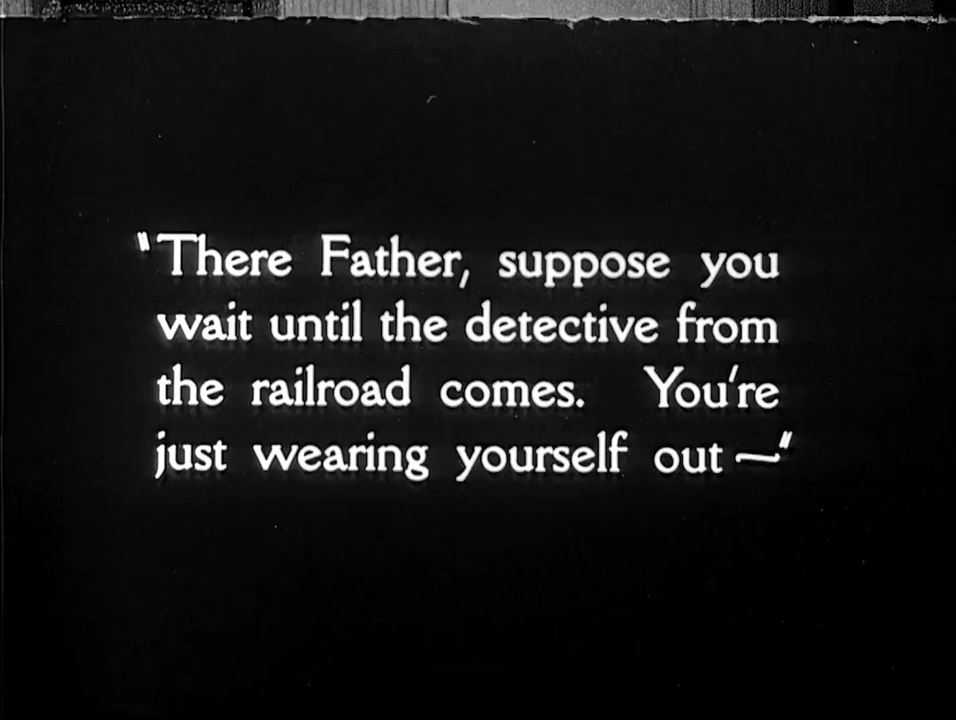 "There Father, suppose you
wait until the detective from
the railroad comes. You're
just wearing yourself out —"